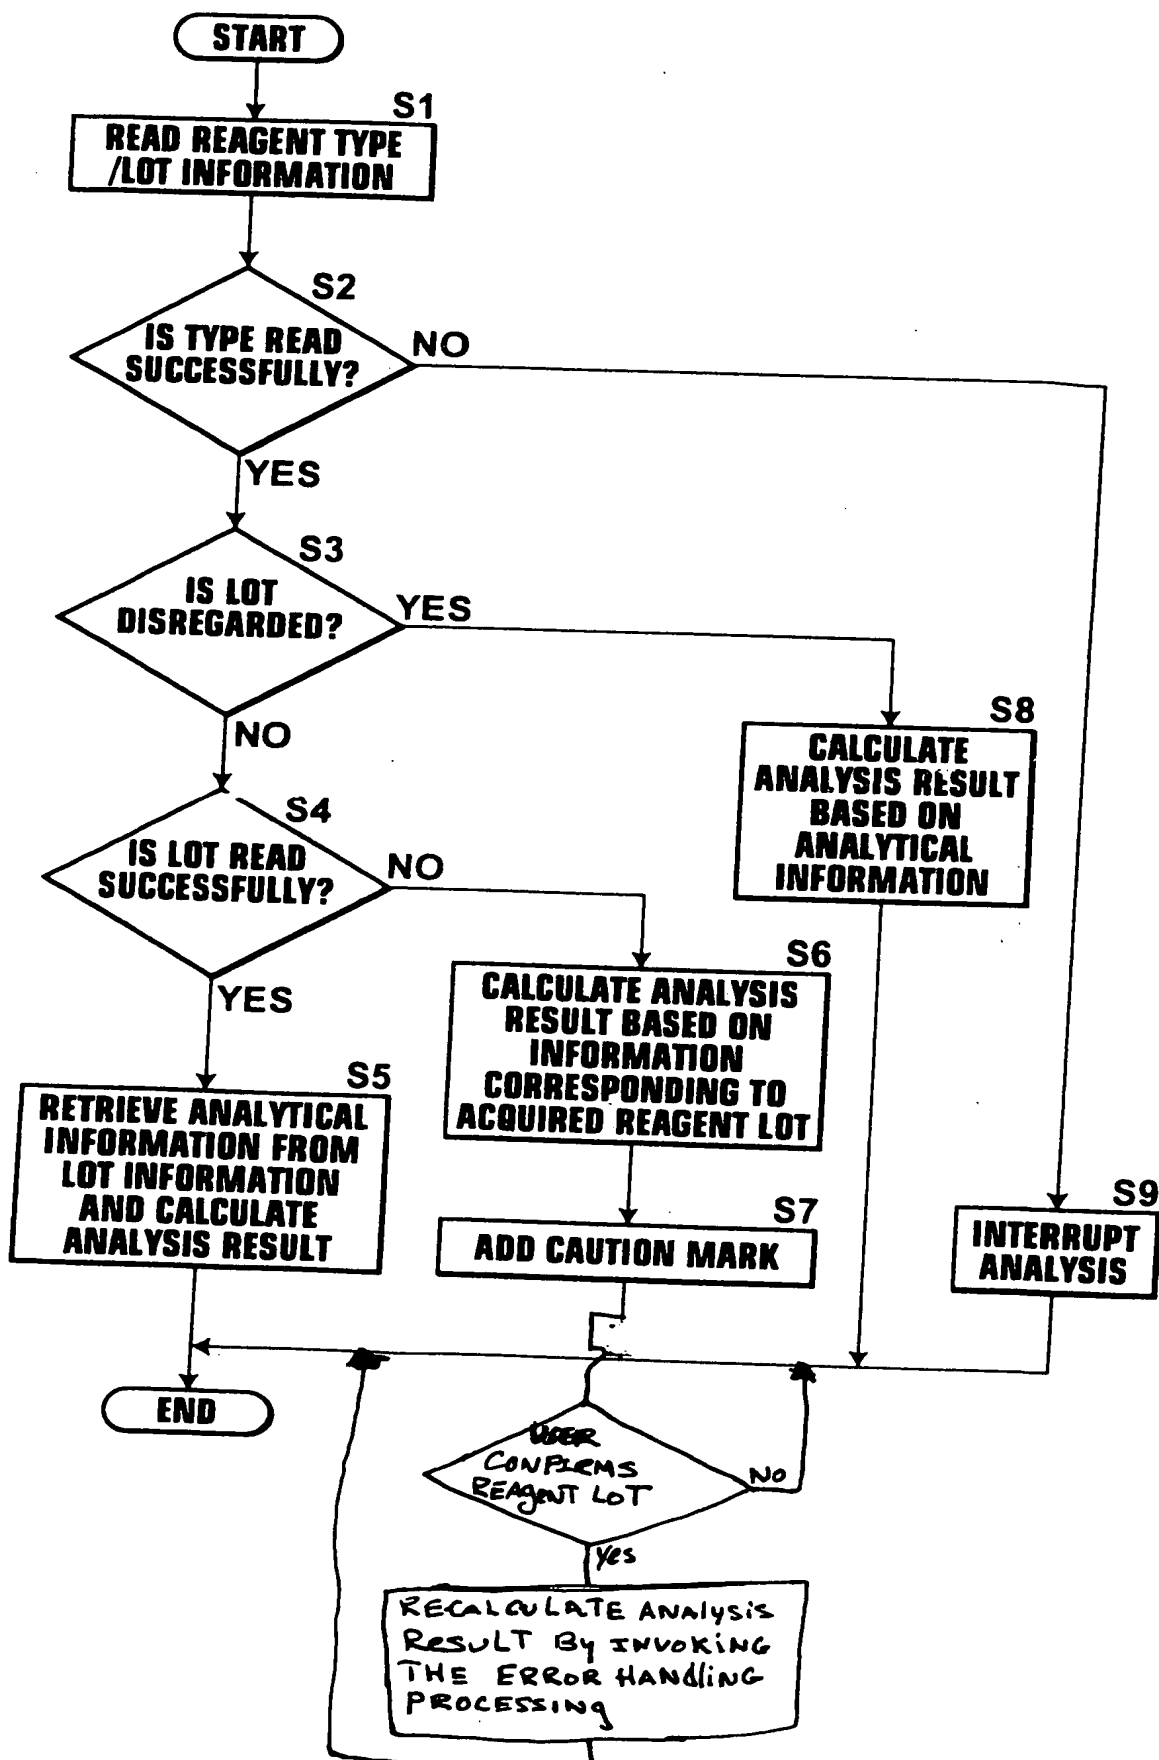 START
S1
READ REAGENT TYPE
/LOT INFORMATION
S2
IS TYPE READ
SUCCESSFULLY?
NO
YES
S3
IS LOT
DISREGARDED?
YES
NO
S8
CALCULATE
ANALYSIS RESULT
BASED ON
ANALYTICAL
INFORMATION
S4
IS LOT READ
SUCCESSFULLY?
NO
YES
S6
CALCULATE ANALYSIS
RESULT BASED ON
INFORMATION
CORRESPONDING TO
ACQUIRED REAGENT LOT
S5
RETRIEVE ANALYTICAL
INFORMATION FROM
LOT INFORMATION
AND CALCULATE
ANALYSIS RESULT
S7
ADD CAUTION MARK
S9
INTERRUPT
ANALYSIS
END
USER
CONFIRMS
REAgENT LOT
NO
Yes
RECALCULATE ANAlysis
ResULT By INVOKING
THE ERROR HANdliNG
PROCESSING